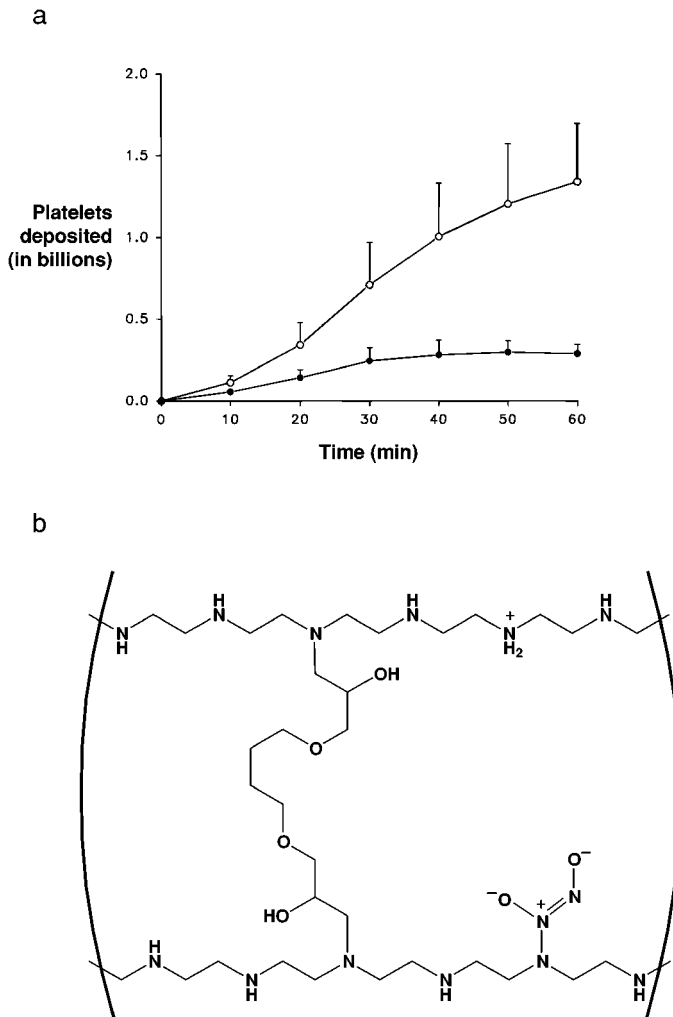 a
2.0
1.5
Platelets
deposited
(in billions)
1.0
0.5
0.0
0 10 20 30 40 50 60
Time (min)
b
H H H
N N N
N N N
H + H2
OH
O
O
HO
O−
−O N
+
N
H
N N N N
N N N
H H H